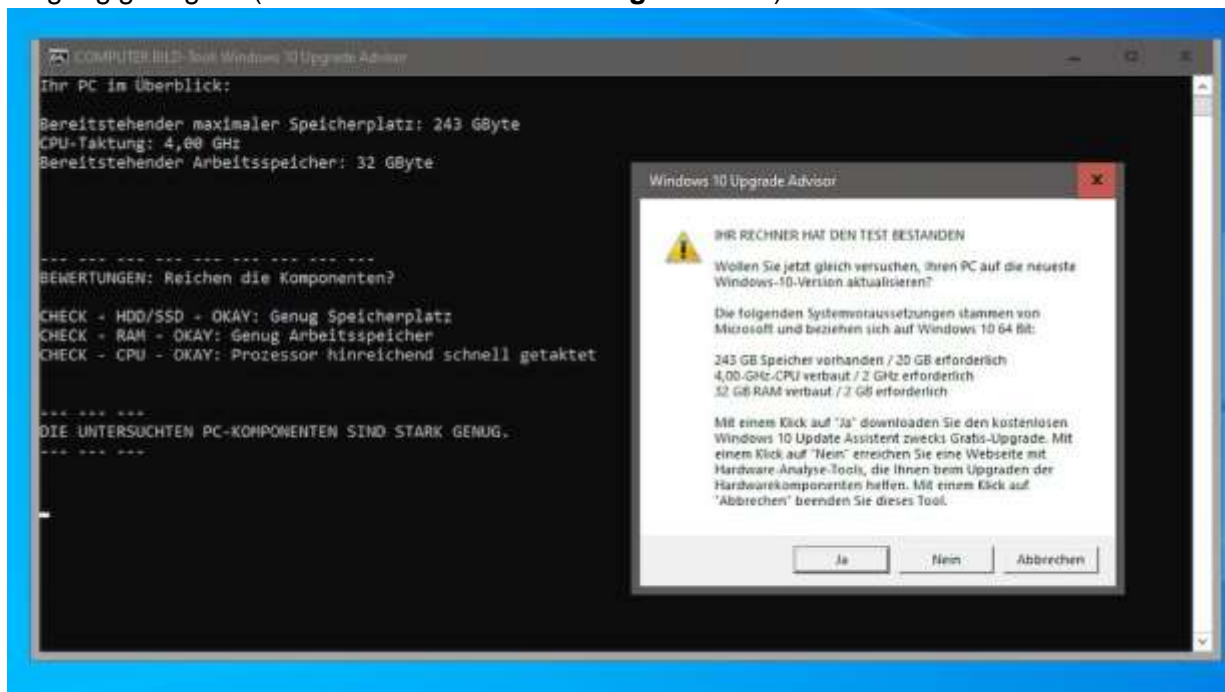 COMPUTER BILD-Tools Windows 10 Upgrade Advisor
Ihr PC im Überblick:
Bereitstehender maximaler Speicherplatz: 243 GByte
CPU-Taktung: 4,00 GHz
Bereitstehender Arbeitsspeicher: 32 GByte
--- --- --- --- --- --- --- --- ---
BEWERTUNGEN: Reichen die Komponenten?
CHECK - HDD/SSD - OKAY: Genug Speicherplatz
CHECK - RAM - OKAY: Genug Arbeitsspeicher
CHECK - CPU - OKAY: Prozessor hinreichend schnell getaktet
--- --- ---
DIE UNTERSUCHTEN PC-KOMPONENTEN SIND STARK GENUG.
--- --- ---
Windows 10 Upgrade Advisor
IHR RECHNER HAT DEN TEST BESTANDEN
Wollen Sie jetzt gleich versuchen, Ihren PC auf die neueste
Windows-10-Version aktualisieren?
Die folgenden Systemvoraussetzungen stammen von
Microsoft und beziehen sich auf Windows 10 64 Bit:
243 GB Speicher vorhanden / 20 GB erforderlich
4,00-GHz-CPU verbaut / 2 GHz erforderlich
32 GB RAM verbaut / 2 GB erforderlich
Mit einem Klick auf "Ja" downloaden Sie den kostenlosen
Windows 10 Update Assistent zwecks Gratis-Upgrade. Mit
einem Klick auf "Nein" erreichen Sie eine Webseite mit
Hardware-Analyse-Tools, die Ihnen beim Upgraden der
Hardwarekomponenten helfen. Mit einem Klick auf
"Abbrechen" beenden Sie dieses Tool.
Ja
Nein
Abbrechen